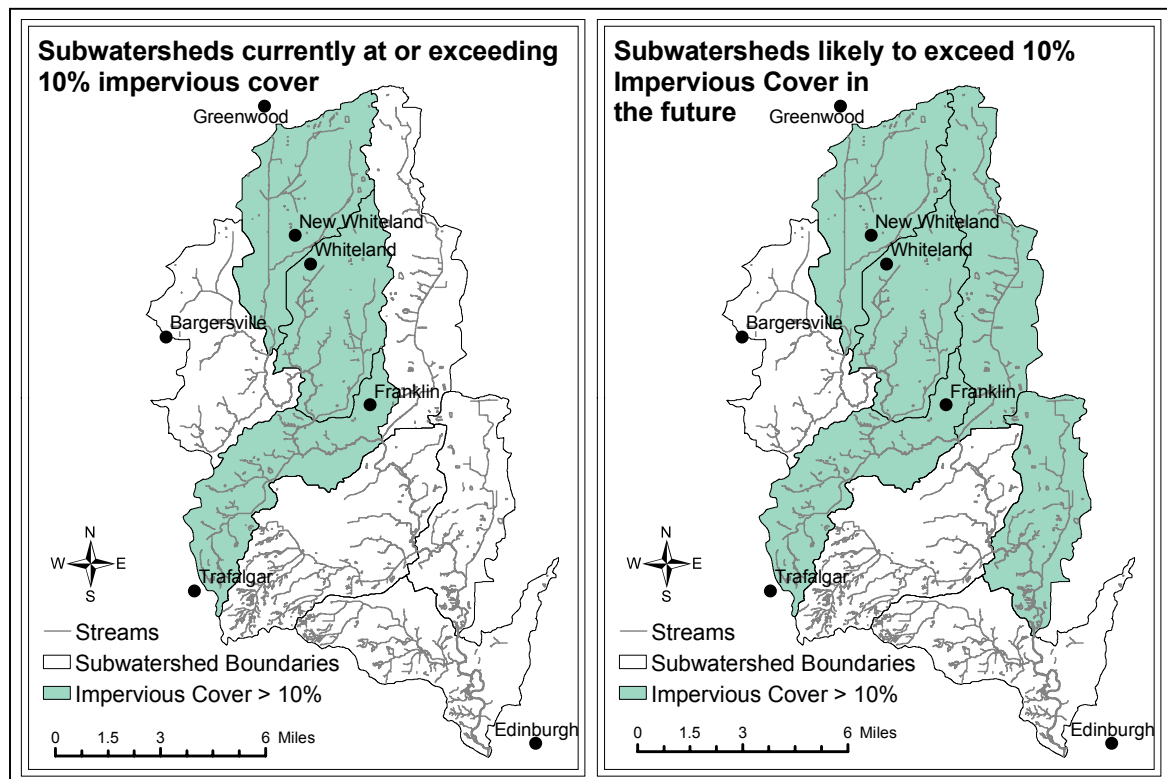 Subwatersheds currently at or exceeding
10% impervious cover
Greenwood
New Whiteland
Whiteland
Bargersville
Franklin
N
W E
S
Trafalgar
Streams
Subwatershed Boundaries
Impervious Cover > 10%
Edinburgh
0 1.5 3 6 Miles
Subwatersheds likely to exceed 10%
Impervious Cover in
the future
Greenwood
New Whiteland
Whiteland
Bargersville
Franklin
N
W E
S
Trafalgar
Streams
Subwatershed Boundaries
Impervious Cover > 10%
Edinburgh
0 1.5 3 6 Miles